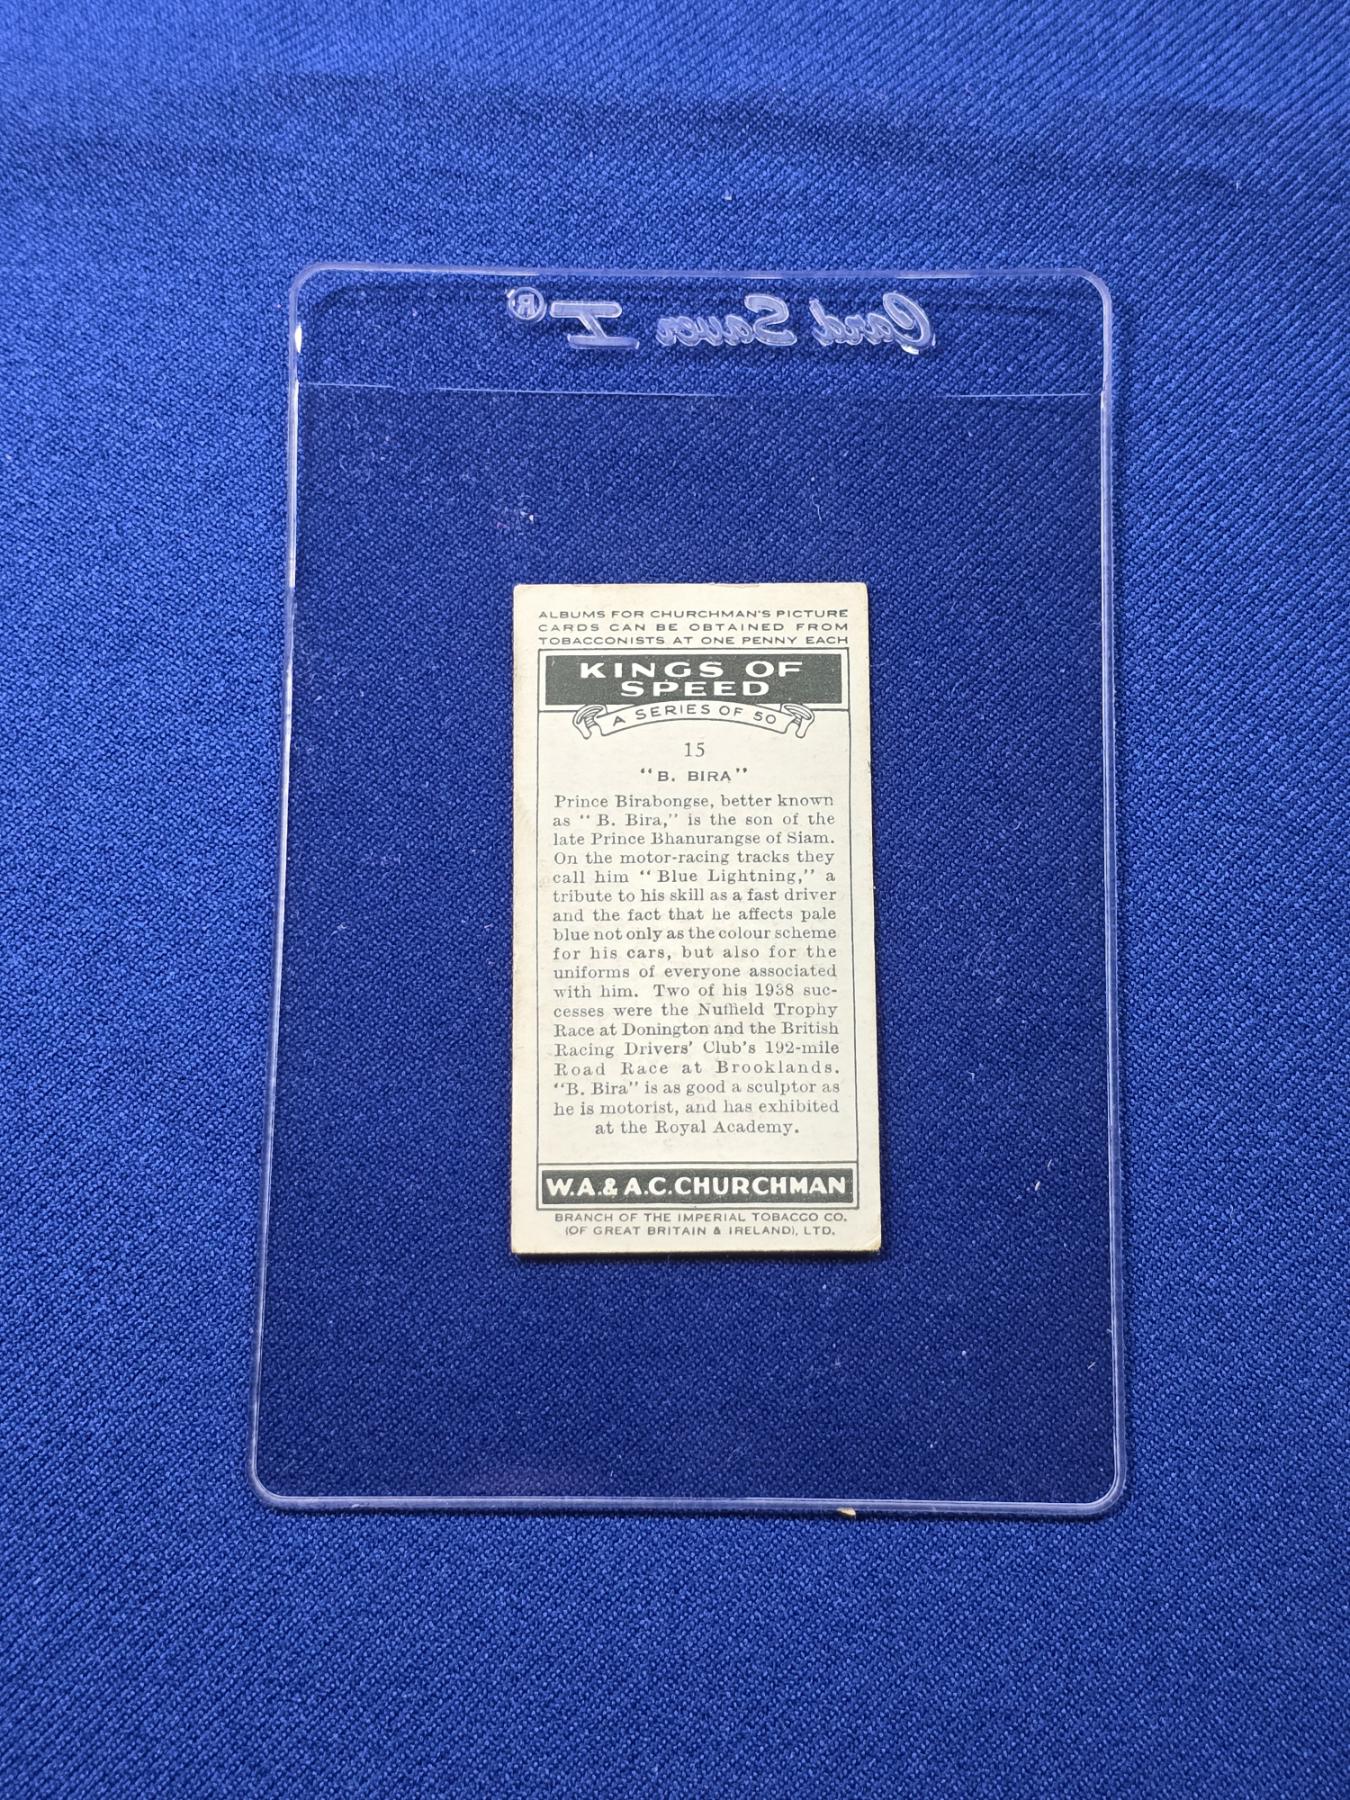 Card Saver I®
ALBUMS FOR CHURCHMAN'S PICTURE
CARDS CAN BE OBTAINED FROM
TOBACCONISTS AT ONE PENNY EACH
KINGS OF
SPEED
A SERIES OF 50
15
"B. BIRA"
Prince Birabongse, better known
as "B. Bira," is the son of the
late Prince Bhanurangse of Siam.
On the motor-racing tracks they
call him "Blue Lightning," a
tribute to his skill as a fast driver
and the fact that he affects pale
blue not only as the colour scheme
for his cars, but also for the
uniforms of everyone associated
with him. Two of his 1938 suc-
cesses were the Nuffield Trophy
Race at Donington and the British
Racing Drivers' Club's 192-mile
Road Race at Brooklands.
"B. Bira" is as good a sculptor as
he is motorist, and has exhibited
at the Royal Academy.
W.A.& A.C.CHURCHMAN
BRANCH OF THE IMPERIAL TOBACCO CO.
(OF GREAT BRITAIN & IRELAND), LTD.